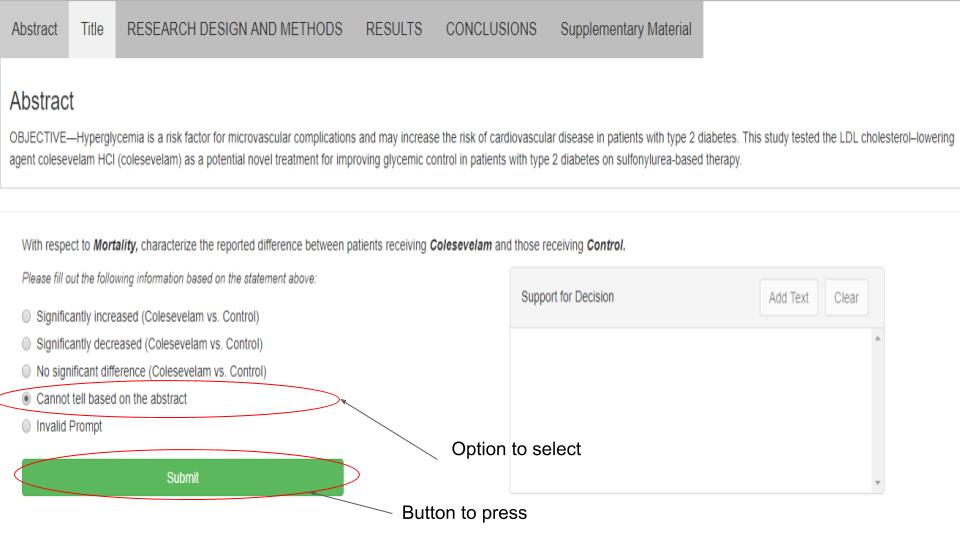 Abstract Title RESEARCH DESIGN AND METHODS RESULTS CONCLUSIONS Supplementary Material
Abstract
OBJECTIVE—Hyperglycemia is a risk factor for microvascular complications and may increase the risk of cardiovascular disease in patients with type 2 diabetes. This study tested the LDL cholesterol–lowering
agent colesevelam HCl (colesevelam) as a potential novel treatment for improving glycemic control in patients with type 2 diabetes on sulfonylurea-based therapy.
With respect to Mortality, characterize the reported difference between patients receiving Colesevelam and those receiving Control.
Please fill out the following information based on the statement above:
Significantly increased (Colesevelam vs. Control)
Significantly decreased (Colesevelam vs. Control)
No significant difference (Colesevelam vs. Control)
Cannot tell based on the abstract
Invalid Prompt
Submit
Support for Decision Add Text Clear
Option to select
Button to press